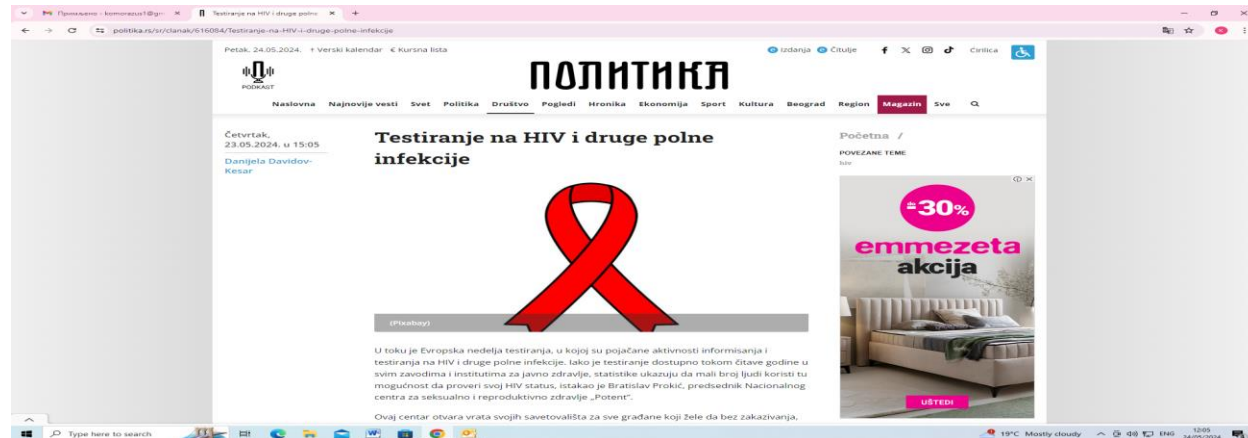 Примљено - komorazus1@gm
Testiranje na HIV i druge polne
politika.rs/sr/clanak/616084/Testiranje-na-HIV-i-druge-polne-infekcije
Petak, 24.05.2024. † Verski kalendar € Kursna lista
Izdanja Čitulje Ćirilica
PODKAST
ПОЛИТИКА
Naslovna Najnovije vesti Svet Politika Društvo Pogledi Hronika Ekonomija Sport Kultura Beograd Region Magazin Sve
Četvrtak,
23.05.2024. u 15:05
Danijela Davidov-
Kesar
Testiranje na HIV i druge polne
infekcije
(Pixabay)
U toku je Evropska nedelja testiranja, u kojoj su pojačane aktivnosti informisanja i
testiranja na HIV i druge polne infekcije. Iako je testiranje dostupno tokom čitave godine u
svim zavodima i institutima za javno zdravlje, statistike ukazuju da mali broj ljudi koristi tu
mogućnost da proveri svoj HIV status, istakao je Bratislav Prokić, predsednik Nacionalnog
centra za seksualno i reproduktivno zdravlje „Potent“.
Ovaj centar otvara vrata svojih savetovališta za sve građane koji žele da bez zakazivanja,
Početna /
POVEZANE TEME
hiv
30%
emmezeta
akcija
UŠTEDI
Type here to search
19°C Mostly cloudy ENG
12:05
24/05/2024